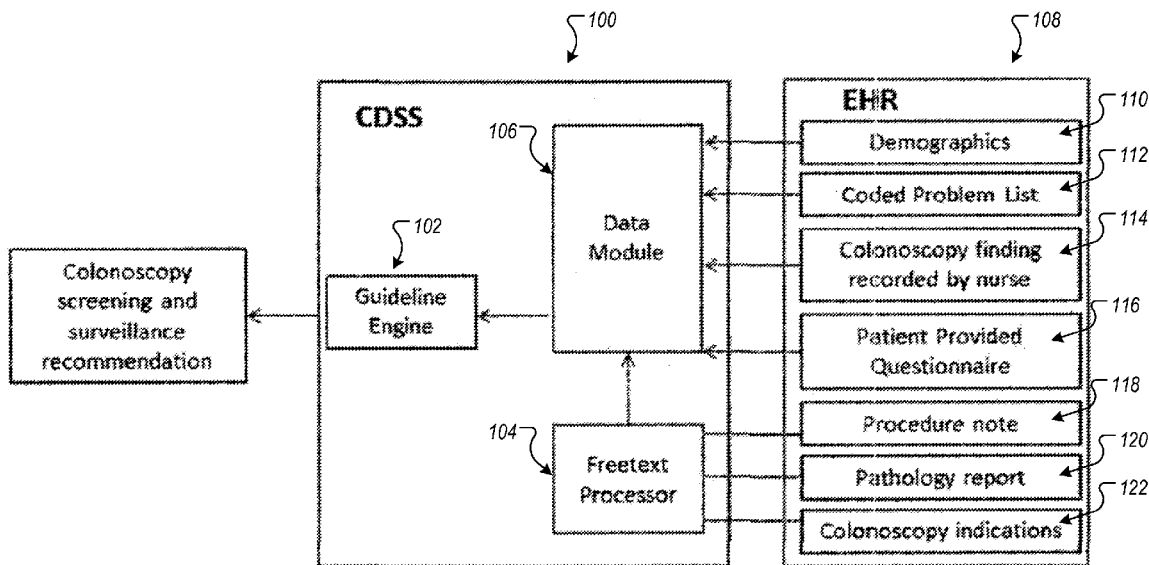 100
108
CDSS
EHR
110
106
Demographics
112
Coded Problem List
114
102
Data
Module
Colonoscopy finding
recorded by nurse
116
Colonoscopy
screening and
surveillance
recommendation
Guideline
Engine
Patient Provided
Questionnaire
118
104
Freetext
Processor
Procedure note
120
Pathology report
122
Colonoscopy indications